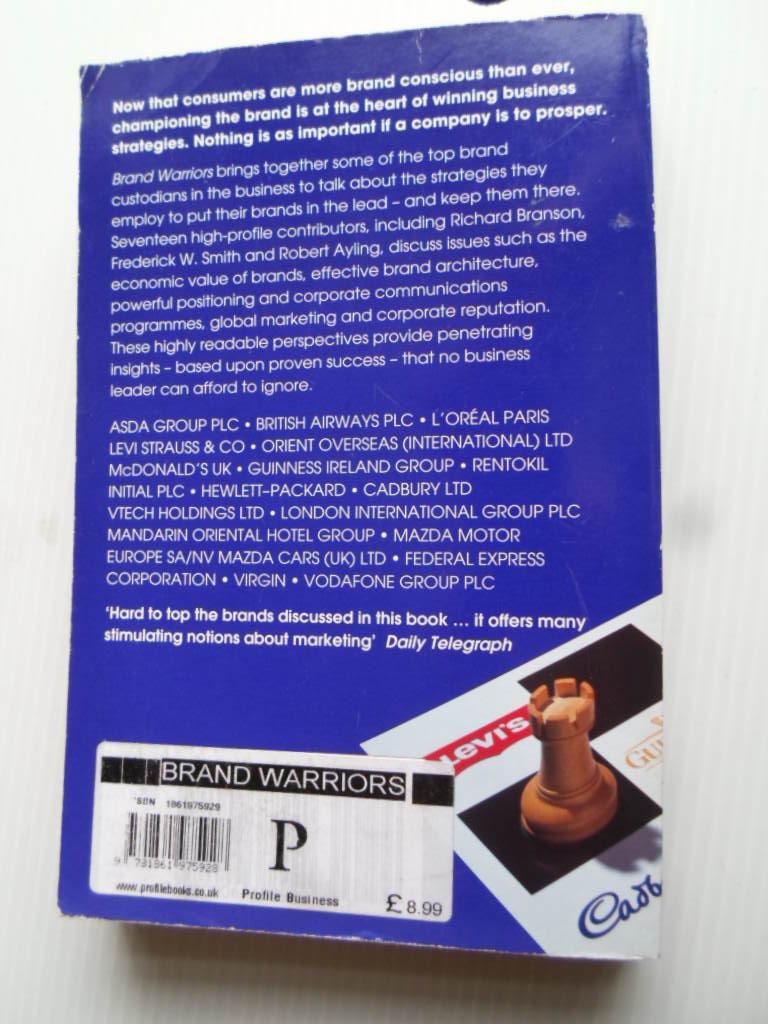 Now that consumers are more brand conscious than ever,
championing the brand is at the heart of winning business
strategies. Nothing is as important if a company is to prosper.
Brand Warriors brings together some of the top brand
custodians in the business to talk about the strategies they
employ to put their brands in the lead – and keep them there.
Seventeen high-profile contributors, including Richard Branson,
Frederick W. Smith and Robert Ayling, discuss issues such as the
economic value of brands, effective brand architecture,
powerful positioning and corporate communications
programmes, global marketing and corporate reputation.
These highly readable perspectives provide penetrating
insights – based upon proven success – that no business
leader can afford to ignore.
ASDA GROUP PLC • BRITISH AIRWAYS PLC • L'ORÉAL PARIS
LEVI STRAUSS & CO • ORIENT OVERSEAS (INTERNATIONAL) LTD
McDONALD'S UK • GUINNESS IRELAND GROUP • RENTOKIL
INITIAL PLC • HEWLETT-PACKARD • CADBURY LTD
VTECH HOLDINGS LTD • LONDON INTERNATIONAL GROUP PLC
MANDARIN ORIENTAL HOTEL GROUP • MAZDA MOTOR
EUROPE SA/NV MAZDA CARS (UK) LTD • FEDERAL EXPRESS
CORPORATION • VIRGIN • VODAFONE GROUP PLC
'Hard to top the brands discussed in this book ... it offers many
stimulating notions about marketing' Daily Telegraph
Levi's
GUI
Cadb
BRAND WARRIORS
ISBN 1861975929
P
9 781861 975928
www.profilebooks.co.uk Profile Business £8.99